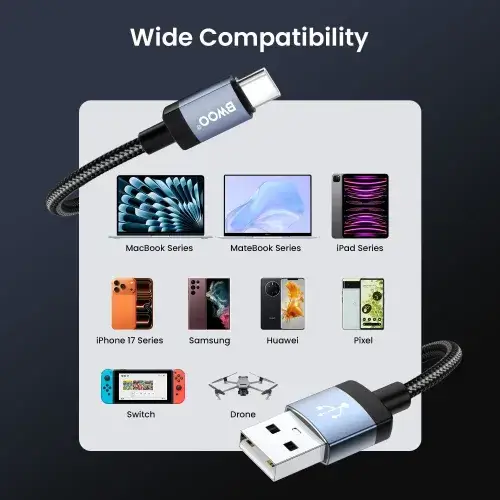 Wide Compatibility
BWOO®
MacBook Series
MateBook Series
iPad Series
iPhone 17 Series
Samsung
Huawei
Pixel
Switch
Drone